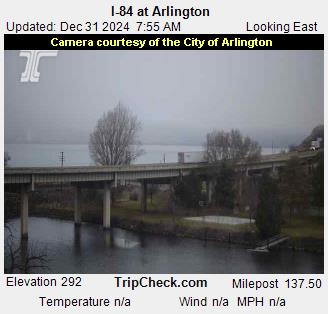 I-84 at Arlington
Updated: Dec 31 2024 7:55 AM Looking East
Camera courtesy of the City of Arlington
Elevation 292 TripCheck.com Milepost 137.50
Temperature n/a Wind n/a MPH n/a